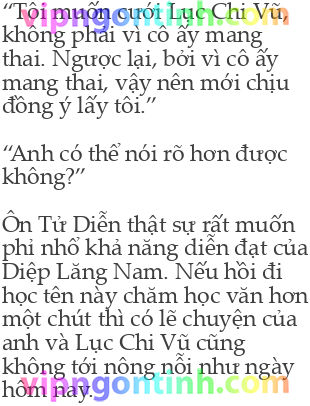 “Tôi muốn cưới Lục Chi Vũ,
không phải vì cô ấy mang
thai. Ngược lại, bởi vì cô ấy
mang thai, vậy nên mới chịu
đồng ý lấy tôi.”
“Anh có thể nói rõ hơn được
không?”
Ôn Tử Diễn thật sự rất muốn
phỉ nhổ khả năng diễn đạt của
Diệp Lăng Nam. Nếu hồi đi
học tên này chăm học văn hơn
một chút thì có lẽ chuyện của
anh và Lục Chi Vũ cũng
không tới nông nỗi như ngày
hôm nay.
vipngontinh.com
vipngontinh.com